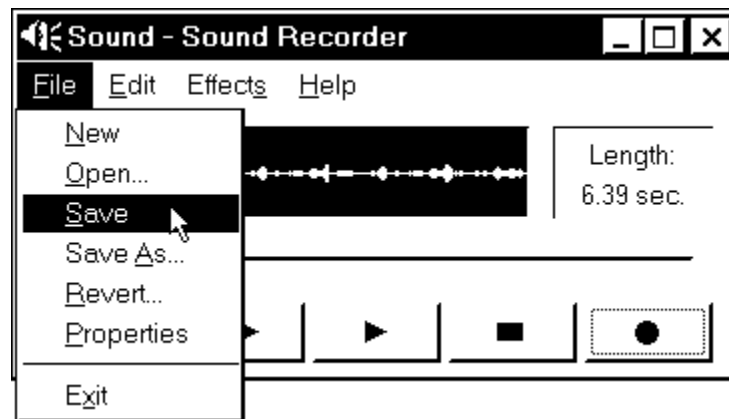 Sound - Sound Recorder
File Edit Effects Help
New
Open...
Save
Save As...
Revert...
Properties
Exit
Length:
6.39 sec.